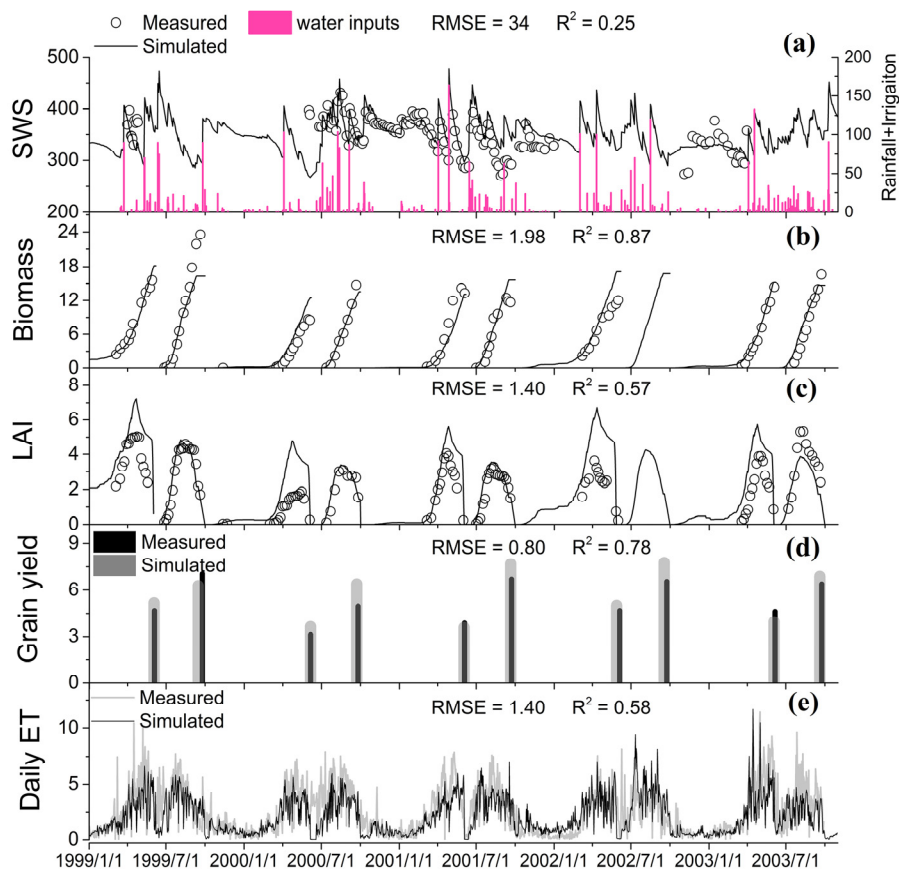 Measured water inputs RMSE = 34 R² = 0.25
Simulated (a)
500 200
400 150
300 100
200 50
0
SWS
Rainfall+Irrigaiton
RMSE = 1.98 R² = 0.87 (b)
24
18
12
6
0
Biomass
RMSE = 1.40 R² = 0.57 (c)
8
6
4
2
0
LAI
Measured RMSE = 0.80 R² = 0.78 (d)
Simulated
9
6
3
0
Grain yield
Measured RMSE = 1.40 R² = 0.58 (e)
Simulated
10
5
0
Daily ET
1999/1/1 1999/7/1 2000/1/1 2000/7/1 2001/1/1 2001/7/1 2002/1/1 2002/7/1 2003/1/1 2003/7/1